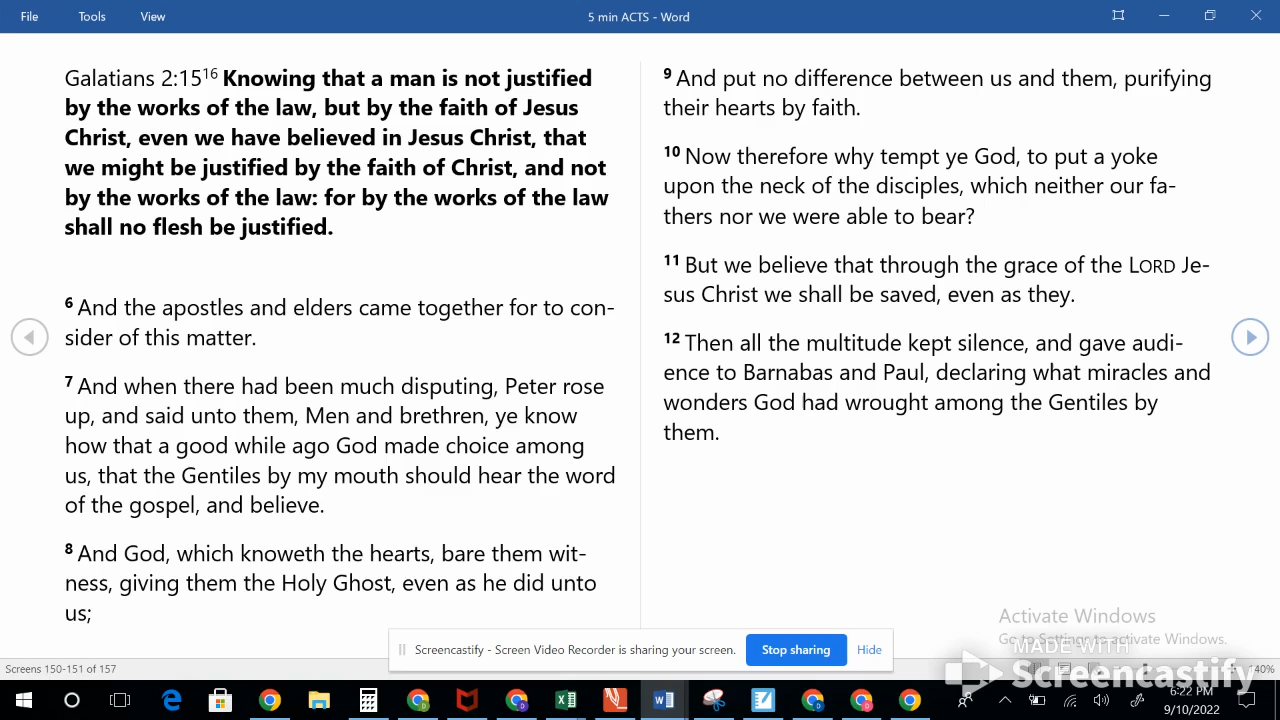 File
Tools
View
5 min ACTS - Word
Galatians 2:15¹⁶ Knowing that a man is not justified
by the works of the law, but by the faith of Jesus
Christ, even we have believed in Jesus Christ, that
we might be justified by the faith of Christ, and not
by the works of the law: for by the works of the law
shall no flesh be justified.
⁶ And the apostles and elders came together for to con-
sider of this matter.
⁷ And when there had been much disputing, Peter rose
up, and said unto them, Men and brethren, ye know
how that a good while ago God made choice among
us, that the Gentiles by my mouth should hear the word
of the gospel, and believe.
⁸ And God, which knoweth the hearts, bare them wit-
ness, giving them the Holy Ghost, even as he did unto
us;
⁹ And put no difference between us and them, purifying
their hearts by faith.
¹⁰ Now therefore why tempt ye God, to put a yoke
upon the neck of the disciples, which neither our fa-
thers nor we were able to bear?
¹¹ But we believe that through the grace of the LORD Je-
sus Christ we shall be saved, even as they.
¹² Then all the multitude kept silence, and gave audi-
ence to Barnabas and Paul, declaring what miracles and
wonders God had wrought among the Gentiles by
them.
Activate Windows
Go to Settings to activate Windows.
MADE WITH
Screencastify
Screencastify - Screen Video Recorder is sharing your screen.
Stop sharing
Hide
Screens 150-151 of 157
140%
6:22 PM
9/10/2022